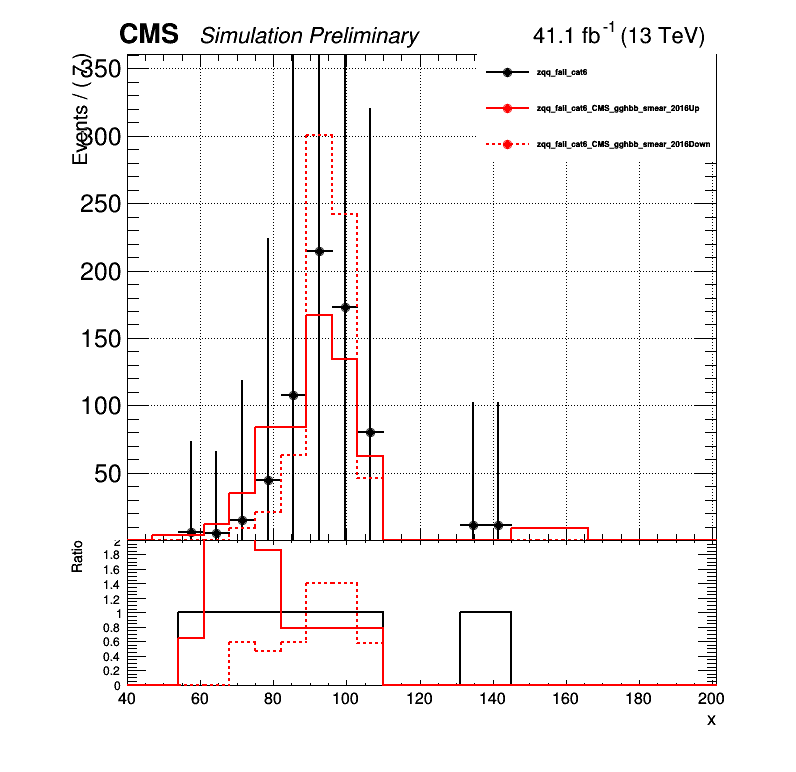 CMS Simulation Preliminary 41.1 fb-1 (13 TeV)
Events / ( 7 )
350
300
250
200
150
100
50
zqq_fail_cat6
zqq_fail_cat6_CMS_gghbb_smear_2016Up
zqq_fail_cat6_CMS_gghbb_smear_2016Down
Ratio
2
1.8
1.6
1.4
1.2
1
0.8
0.6
0.4
0.2
0
40 60 80 100 120 140 160 180 200
x